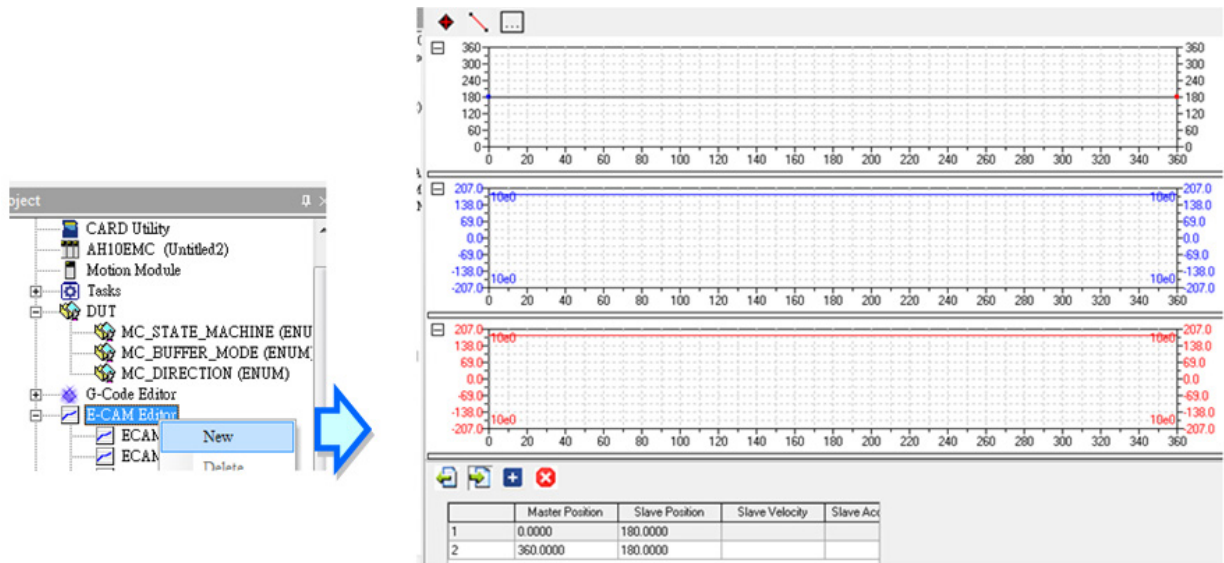 oject
CARD Utility
AH10EMC (Untitled2)
Motion Module
Tasks
DUT
MC_STATE_MACHINE (ENU
MC_BUFFER_MODE (ENUM
MC_DIRECTION (ENUM)
G-Code Editor
E-CAM Editor
ECAM
ECAM
New
Delete
360 360
300 300
240 240
180 180
120 120
60 60
0 0
0 20 40 60 80 100 120 140 160 180 200 220 240 260 280 300 320 340 360
207.0 10e0 10e0 207.0
138.0 138.0
69.0 69.0
0.0 0.0
-69.0 -69.0
-138.0 10e0 10e0 -138.0
-207.0 -207.0
0 20 40 60 80 100 120 140 160 180 200 220 240 260 280 300 320 340 360
207.0 10e0 10e0 207.0
138.0 138.0
69.0 69.0
0.0 0.0
-69.0 -69.0
-138.0 10e0 10e0 -138.0
-207.0 -207.0
0 20 40 60 80 100 120 140 160 180 200 220 240 260 280 300 320 340 360
Master Position Slave Position Slave Velocity Slave Acc
1 0.0000 180.0000
2 360.0000 180.0000